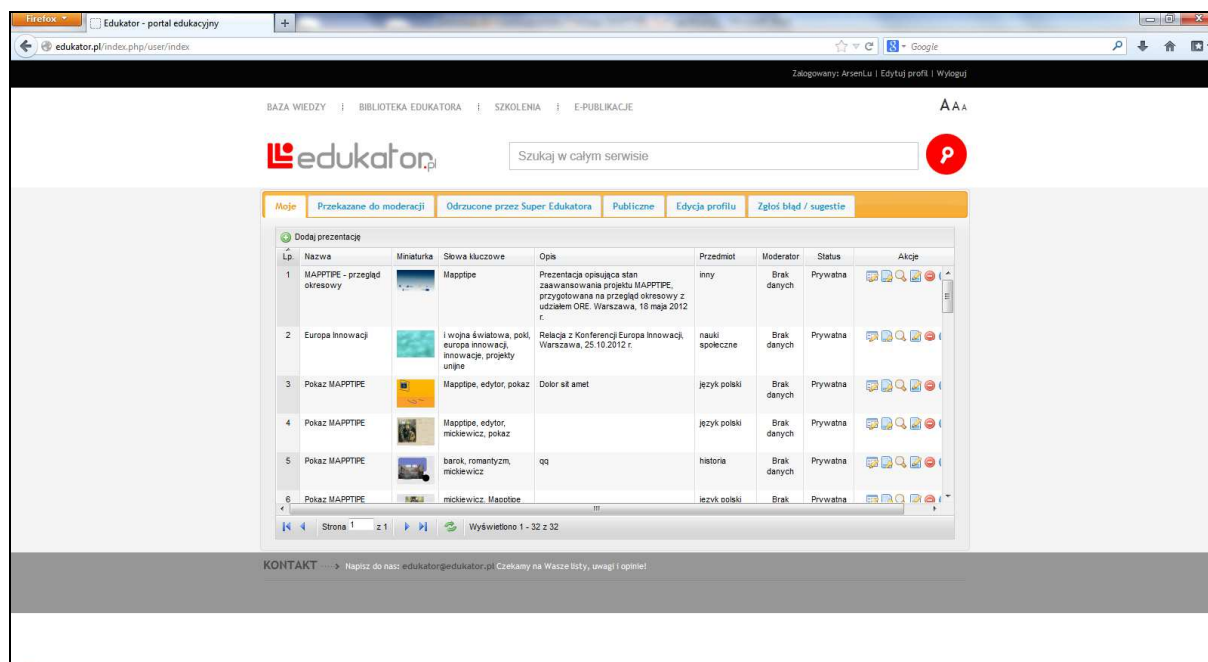 Firefox
Edukator - portal edukacyjny
edukator.pl/index.php/user/index
Google
Zalogowany: ArsenLu | Edytuj profil | Wyloguj
BAZA WIEDZY BIBLIOTEKA EDUKATORA SZKOLENIA E-PUBLIKACJE
A A A
edukator.pl
Szukaj w całym serwisie
Moje Przekazane do moderacji Odrzucone przez Super Edukatora Publiczne Edycja profilu Zgłoś błąd / sugestie
Dodaj prezentację
Lp. Nazwa Miniaturka Słowa kluczowe Opis Przedmiot Moderator Status Akcje
1 MAPPTIPE - przegląd Mapptipe Prezentacja opisująca stan inny Brak Prywatna
okresowy zaawansowania projektu MAPPTIPE, danych
przygotowana na przegląd okresowy z
udziałem ORE. Warszawa, 18 maja 2012
r.
2 Europa Innowacji i wojna światowa, pokl, Relacja z Konferencji Europa Innowacji, nauki Brak Prywatna
europa innowacji, Warszawa, 25.10.2012 r. społeczne danych
innowacje, projekty
unijne
3 Pokaz MAPPTIPE Mapptipe, edytor, pokaz Dolor sit amet język polski Brak Prywatna
danych
4 Pokaz MAPPTIPE Mapptipe, edytor, język polski Brak Prywatna
mickiewicz, pokaz danych
5 Pokaz MAPPTIPE barok, romantyzm, qq historia Brak Prywatna
mickiewicz danych
6 Pokaz MAPPTIPE mickiewicz, Mapptipe język polski Brak Prywatna
Strona 1 z 1 Wyświetlono 1 - 32 z 32
KONTAKT Napisz do nas: edukator@edukator.pl Czekamy na Wasze listy, uwagi i opinie!